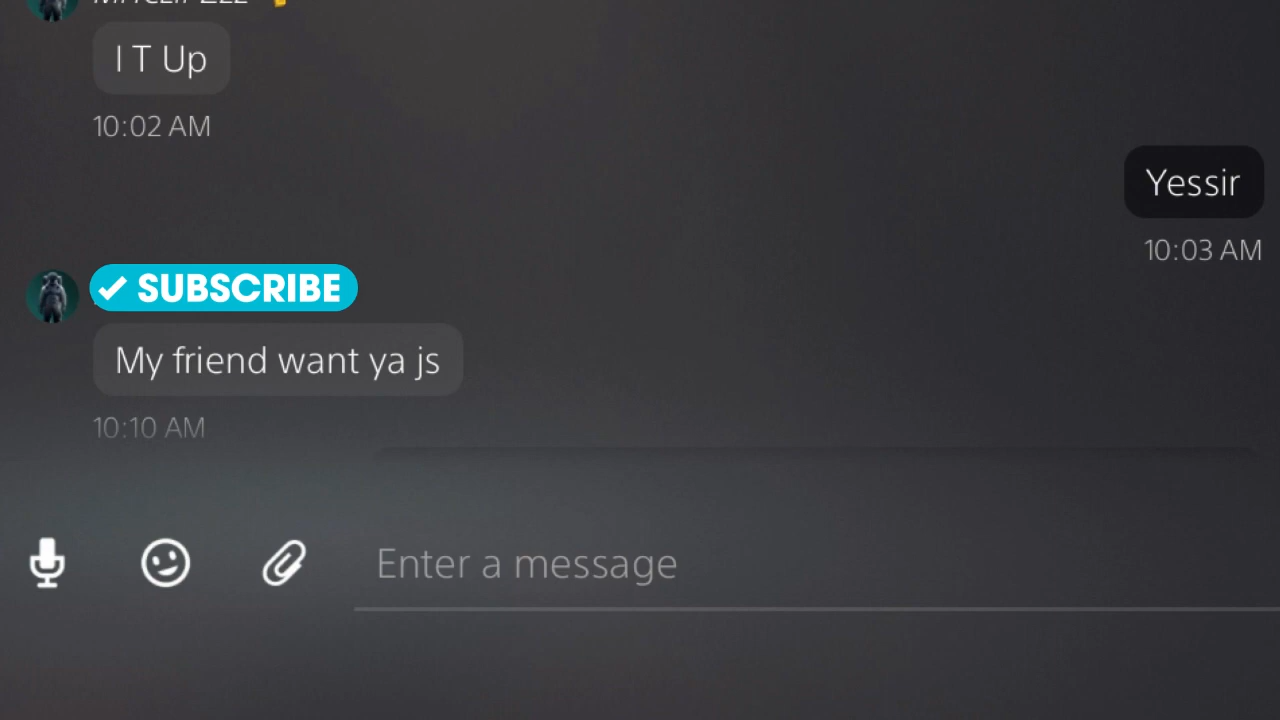 I T Up
10:02 AM
Yessir
10:03 AM
✓ SUBSCRIBE
My friend want ya js
10:10 AM
Enter a message